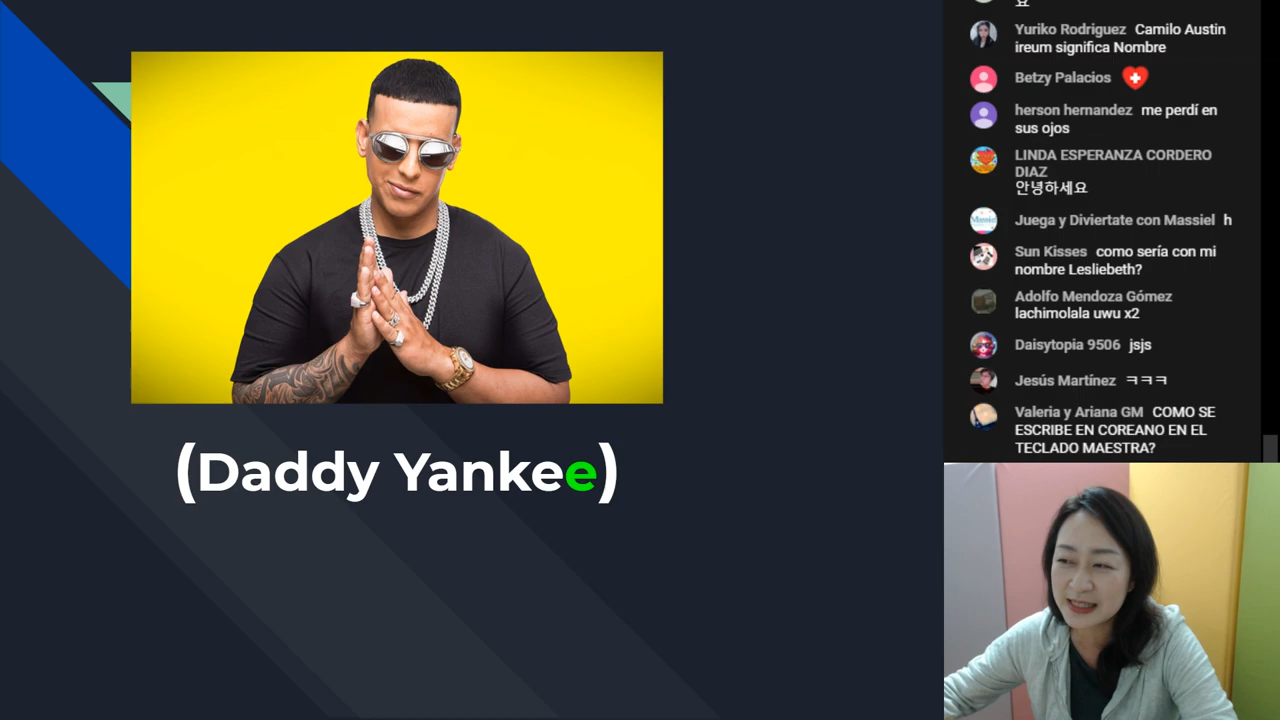 (Daddy Yankee)
요
Yuriko Rodriguez Camilo Austin
ireum significa Nombre
Betzy Palacios
herson hernandez me perdí en
sus ojos
LINDA ESPERANZA CORDERO
DIAZ
안녕하세요
Juega y Diviertate con Massiel h
Sun Kisses como sería con mi
nombre Lesliebeth?
Adolfo Mendoza Gómez
lachimolala uwu x2
Daisytopia 9506 jsjs
Jesús Martínez ㅋㅋㅋ
Valeria y Ariana GM COMO SE
ESCRIBE EN COREANO EN EL
TECLADO MAESTRA?